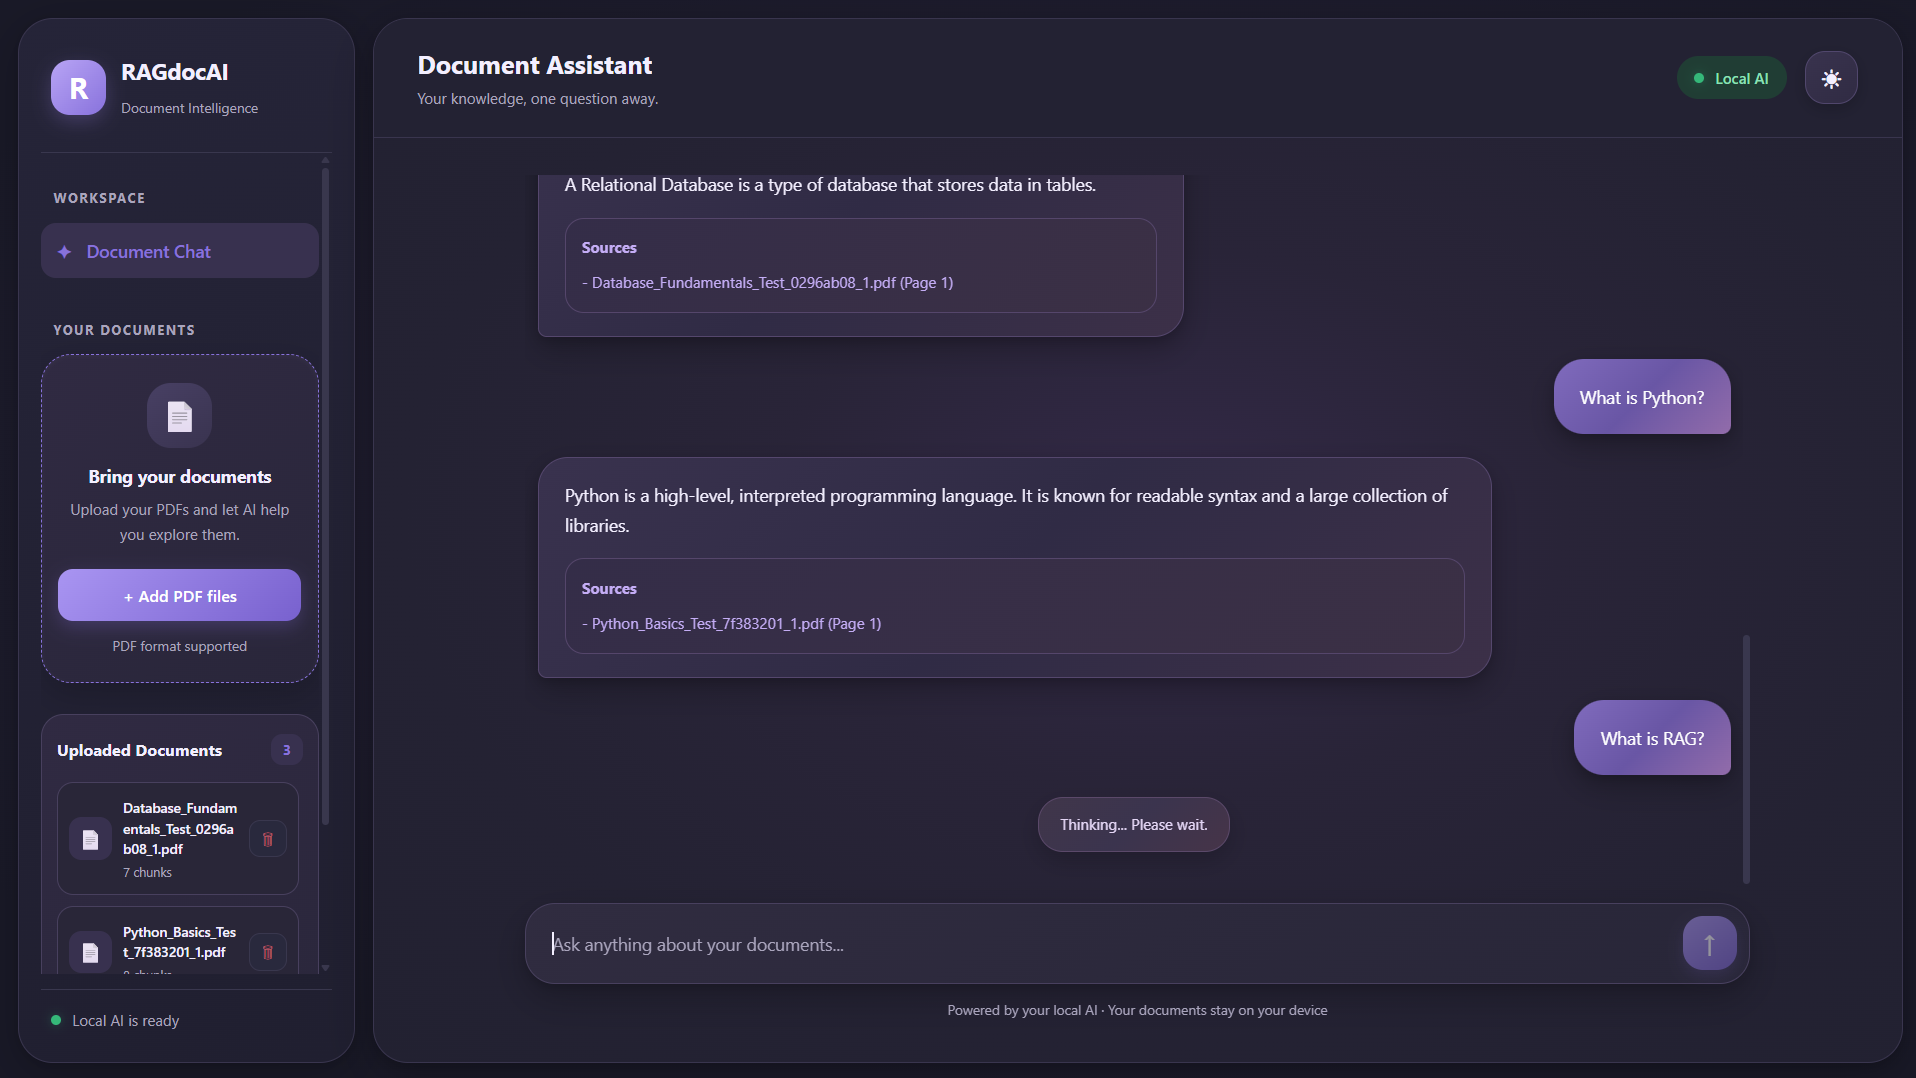 R
RAGdocAI
Document Intelligence
WORKSPACE
Document Chat
YOUR DOCUMENTS
Bring your documents
Upload your PDFs and let AI help
you explore them.
+ Add PDF files
PDF format supported
Uploaded Documents
3
Database_Fundam
entals_Test_0296a
b08_1.pdf
7 chunks
Python_Basics_Tes
t_7f383201_1.pdf
Local AI is ready
Document Assistant
Your knowledge, one question away.
Local AI
A Relational Database is a type of database that stores data in tables.
Sources
- Database_Fundamentals_Test_0296ab08_1.pdf (Page 1)
What is Python?
Python is a high-level, interpreted programming language. It is known for readable syntax and a large collection of
libraries.
Sources
- Python_Basics_Test_7f383201_1.pdf (Page 1)
What is RAG?
Thinking... Please wait.
Ask anything about your documents...
Powered by your local AI · Your documents stay on your device